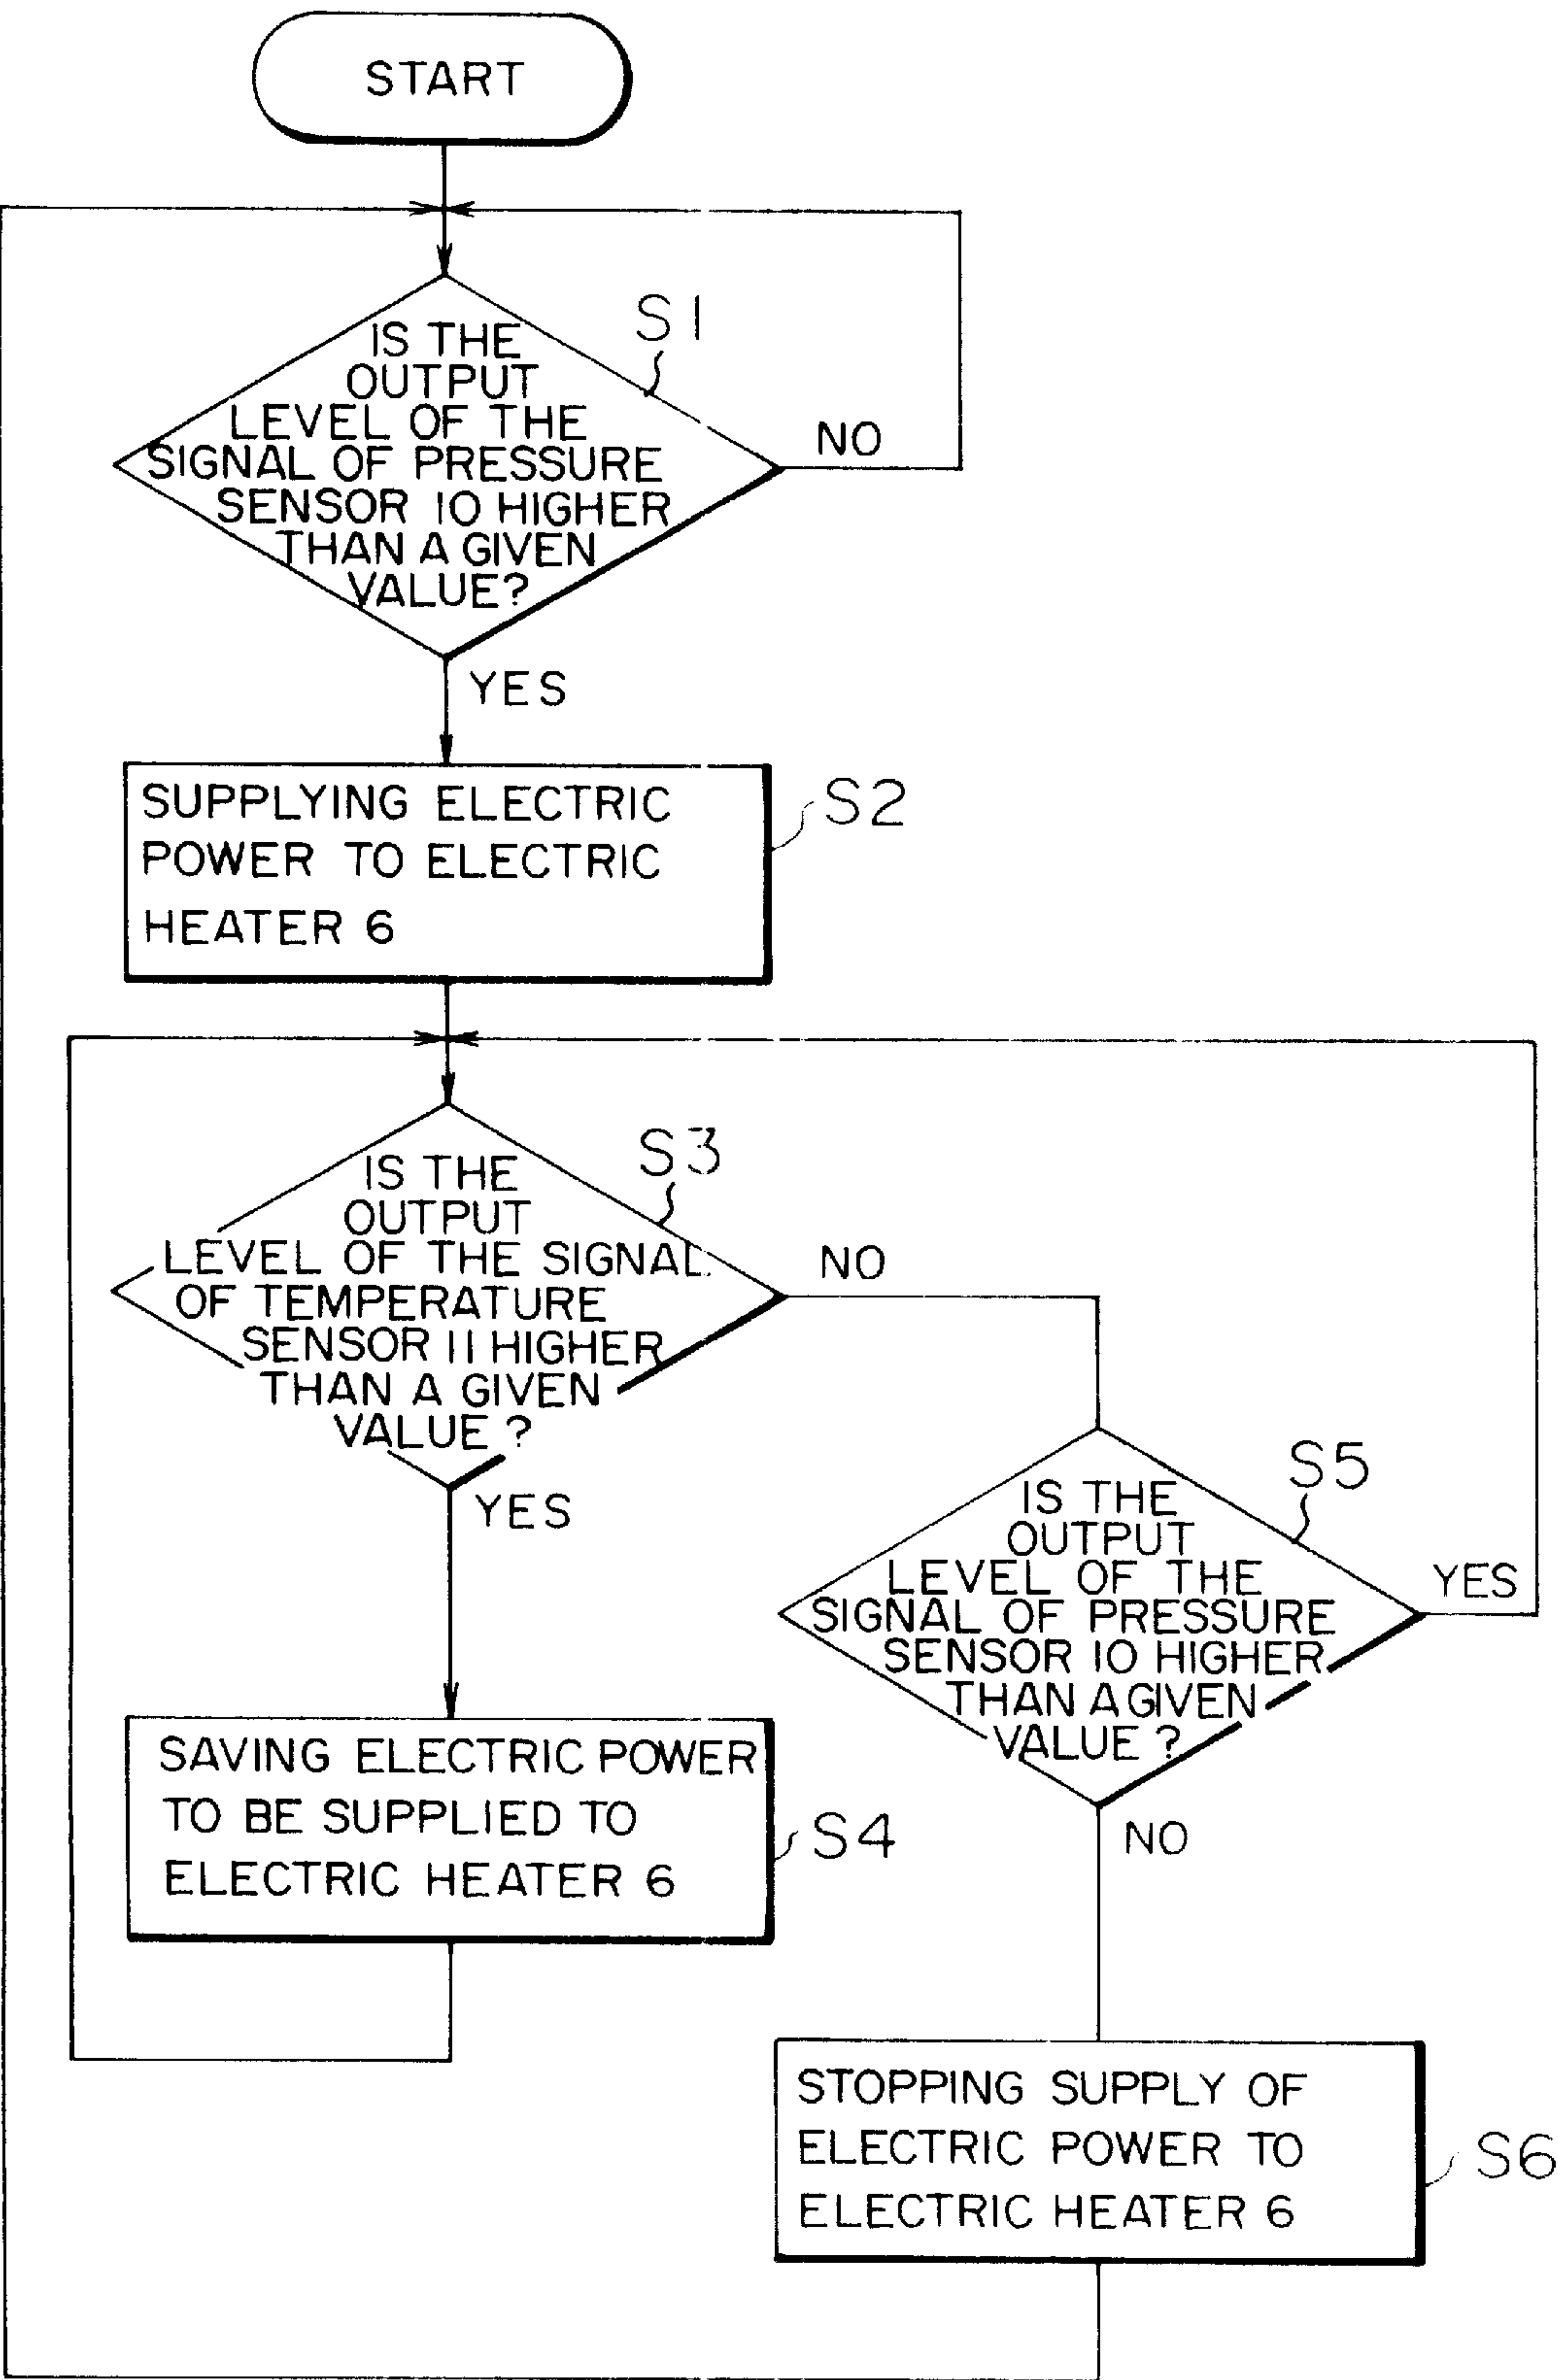 START
S1
IS THE
OUTPUT
LEVEL OF THE
SIGNAL OF PRESSURE
SENSOR 10 HIGHER
THAN A GIVEN
VALUE?
NO
YES
SUPPLYING ELECTRIC
POWER TO ELECTRIC
HEATER 6
S2
S3
IS THE
OUTPUT
LEVEL OF THE SIGNAL
OF TEMPERATURE
SENSOR 11 HIGHER
THAN A GIVEN
VALUE ?
NO
YES
S5
IS THE
OUTPUT
LEVEL OF THE
SIGNAL OF PRESSURE
SENSOR 10 HIGHER
THAN A GIVEN
VALUE ?
YES
NO
SAVING ELECTRIC POWER
TO BE SUPPLIED TO
ELECTRIC HEATER 6
S4
STOPPING SUPPLY OF
ELECTRIC POWER TO
ELECTRIC HEATER 6
S6